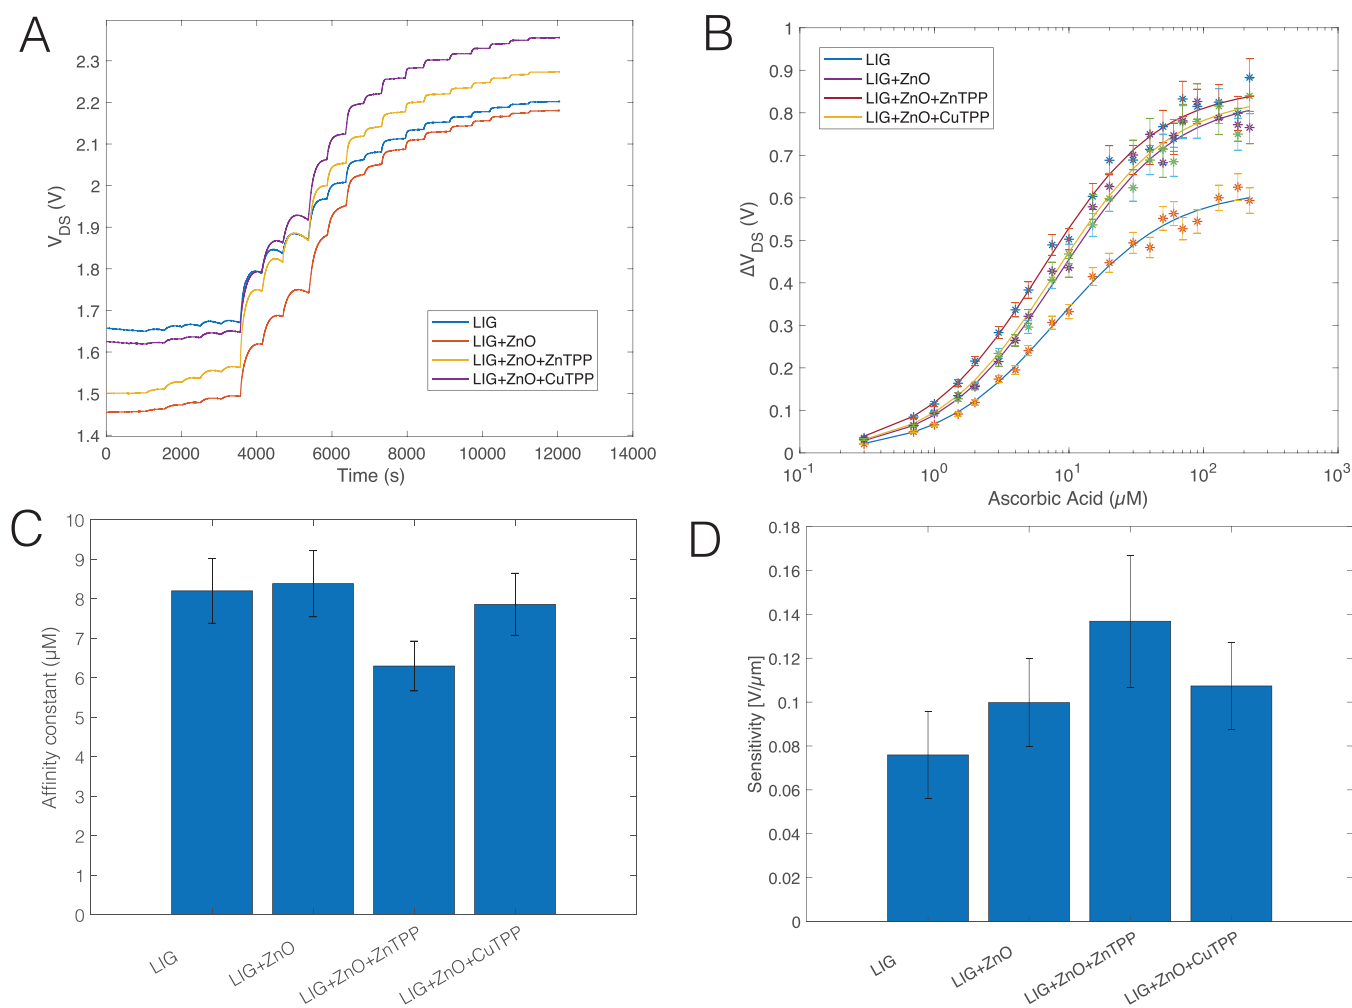 A
V_DS (V)
2.3
2.2
2.1
2
1.9
1.8
1.7
1.6
1.5
1.4
LIG
LIG+ZnO
LIG+ZnO+ZnTPP
LIG+ZnO+CuTPP
0 2000 4000 6000 8000 10000 12000 14000
Time (s)
B
ΔV_DS (V)
1
0.9
0.8
0.7
0.6
0.5
0.4
0.3
0.2
0.1
0
LIG
LIG+ZnO
LIG+ZnO+ZnTPP
LIG+ZnO+CuTPP
10^-1 10^0 10^1 10^2 10^3
Ascorbic Acid (µM)
C
Affinity constant (µM)
10
9
8
7
6
5
4
3
2
1
0
LIG LIG+ZnO LIG+ZnO+ZnTPP LIG+ZnO+CuTPP
D
Sensitivity [V/µm]
0.18
0.16
0.14
0.12
0.1
0.08
0.06
0.04
0.02
0
LIG LIG+ZnO LIG+ZnO+ZnTPP LIG+ZnO+CuTPP